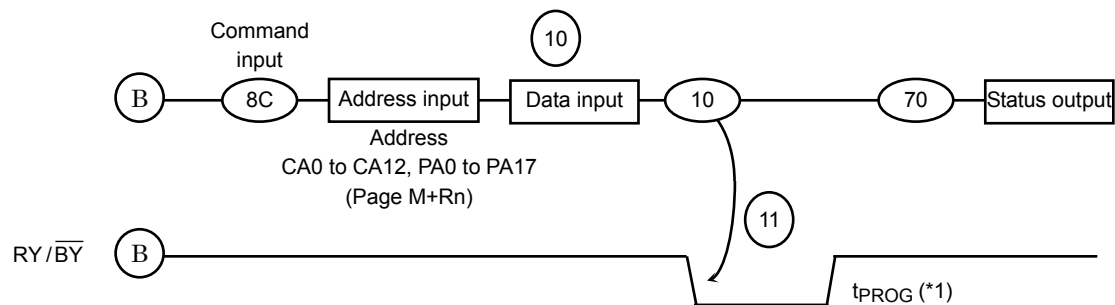 10
Command
input
B 8C Address input Data input 10 70 Status output
Address
CA0 to CA12, PA0 to PA17
(Page M+Rn)
11
RY/BY B
tPROG (*1)